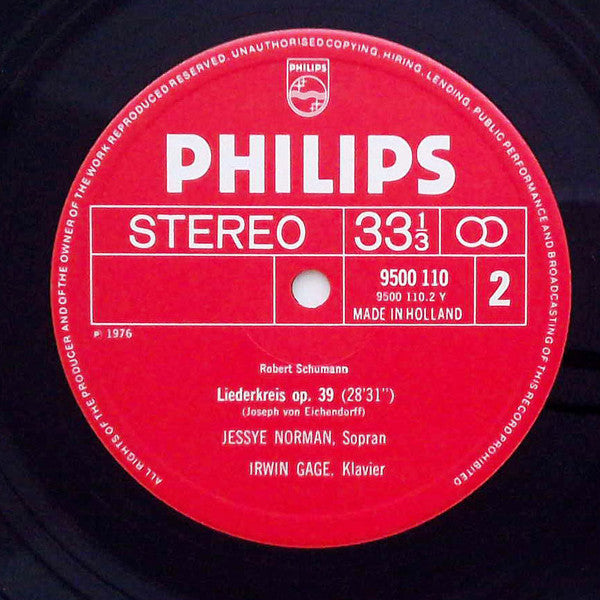 ALL RIGHTS OF THE PRODUCER AND OF THE OWNER OF THE WORK REPRODUCED RESERVED. UNAUTHORISED COPYING, HIRING, LENDING, PUBLIC PERFORMANCE AND BROADCASTING OF THIS RECORD PROHIBITED
PHILIPS
PHILIPS
STEREO 33 1/3
9500 110
9500 110.2 Y
MADE IN HOLLAND
2
℗ 1976
Robert Schumann
Liederkreis op. 39 (28'31")
(Joseph von Eichendorff)
JESSYE NORMAN, Sopran
IRWIN GAGE, Klavier